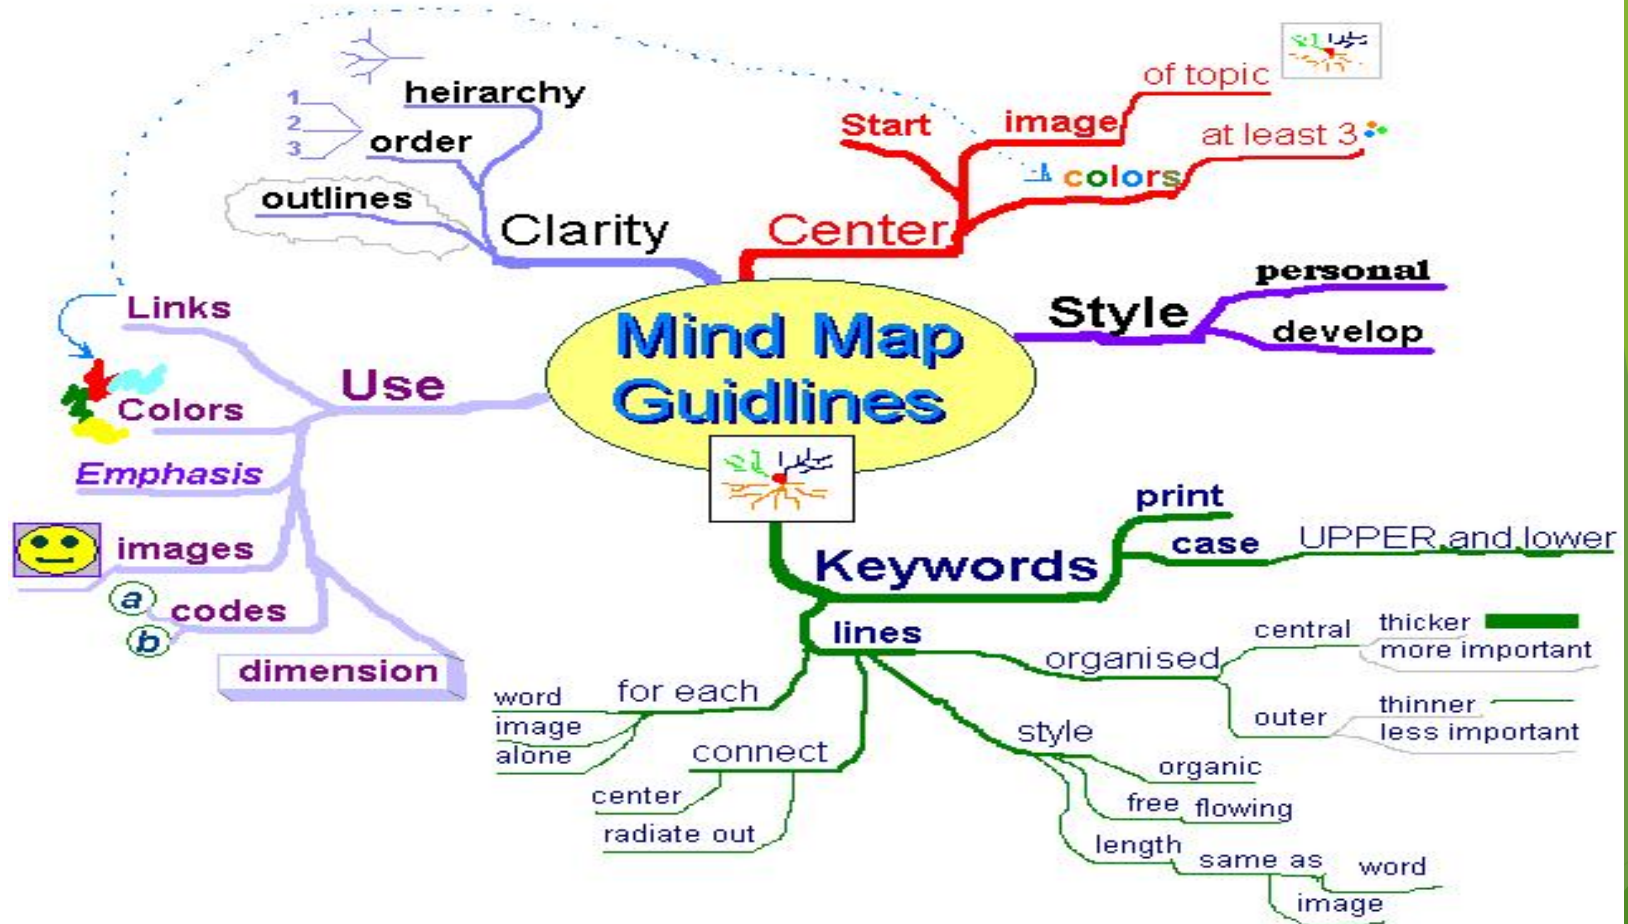 Mind Map
Guidlines
Center
Start
image
of topic
colors
at least 3
Style
personal
develop
Keywords
print
case
UPPER and lower
lines
organised
central
thicker
more important
outer
thinner
less important
style
organic
free flowing
length
same as
word
image
connect
center
radiate out
for each
word
image
alone
Use
Links
Colors
Emphasis
images
codes
a
b
dimension
Clarity
heirarchy
order
1
2
3
outlines